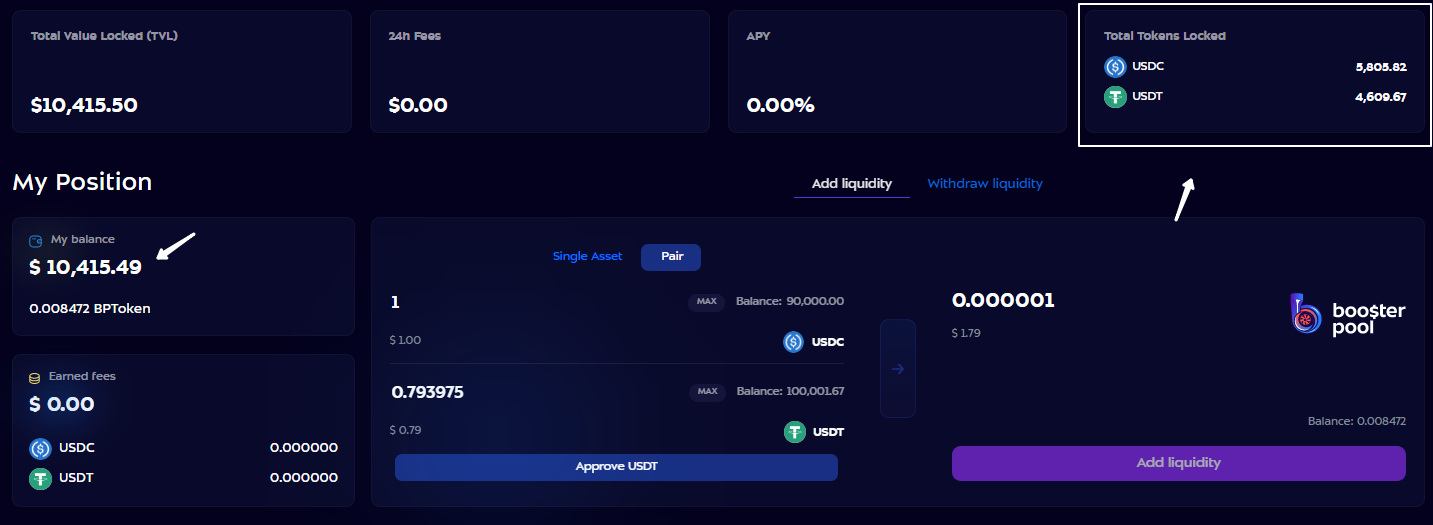 Total Value Locked (TVL)
$10,415.50
24h Fees
$0.00
APY
0.00%
Total Tokens Locked
USDC 5,805.82
USDT 4,609.67
My Position
Add liquidity Withdraw liquidity
My balance
$ 10,415.49
0.008472 BPToken
Earned fees
$ 0.00
USDC 0.000000
USDT 0.000000
Single Asset Pair
1 MAX Balance: 90,000.00
$ 1.00 USDC
0.793975 MAX Balance: 100,001.67
$ 0.79 USDT
Approve USDT
0.000001
$ 1.79
boo$ter
pool
Balance: 0.008472
Add liquidity